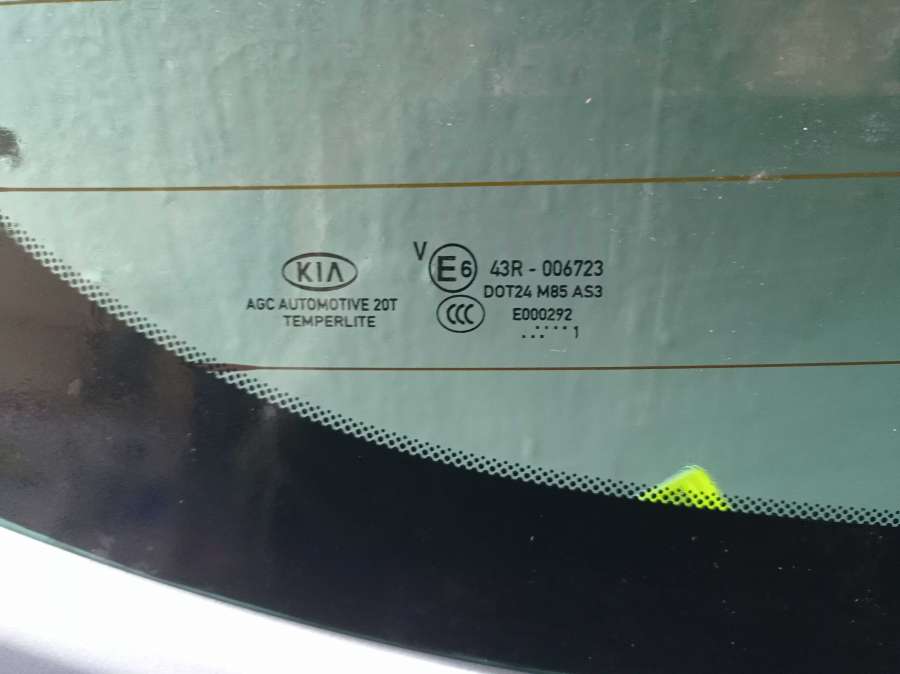 KIA
AGC AUTOMOTIVE 20T
TEMPERLITE
V E6 43R - 006723
DOT24 M85 AS3
CCC E000292
..:····1